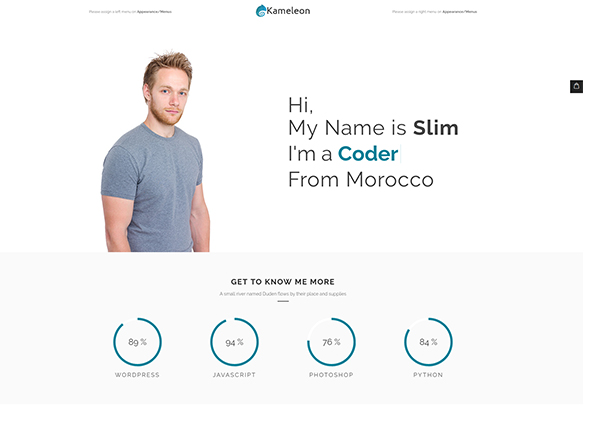 Please assign a left menu on Appearance/Menus
Kameleon
Please assign a right menu on Appearance/Menus
Hi,
My Name is Slim
I'm a Coder
From Morocco
GET TO KNOW ME MORE
A small river named Duden flows by their place and supplies
89 %
94 %
76 %
84 %
WORDPRESS
JAVASCRIPT
PHOTOSHOP
PYTHON